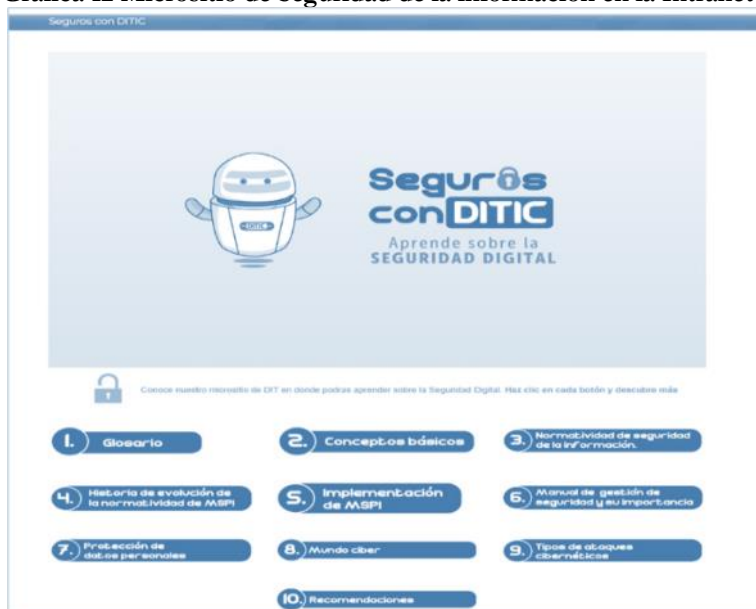 Gráfica 12 Micrositio de Seguridad de la información en la Intranet
Seguros con DITIC
DITIC
Seguros
con DITIC
Aprende sobre la
SEGURIDAD DIGITAL
Conoce nuestro micrositio de DIT en donde podras aprender sobre la Seguridad Digital. Haz clic en cada botón y descubre más
1. Glosario
2. Conceptos básicos
3. Normatividad de seguridad
de la información.
4. Historia de evolución de
la normatividad de MSPI
5. Implementación
de MSPI
6. Manual de gestión de
seguridad y su importancia
7. Protección de
datos personales
8. Mundo ciber
9. Tipos de ataques
cibernéticos
10. Recomendaciones